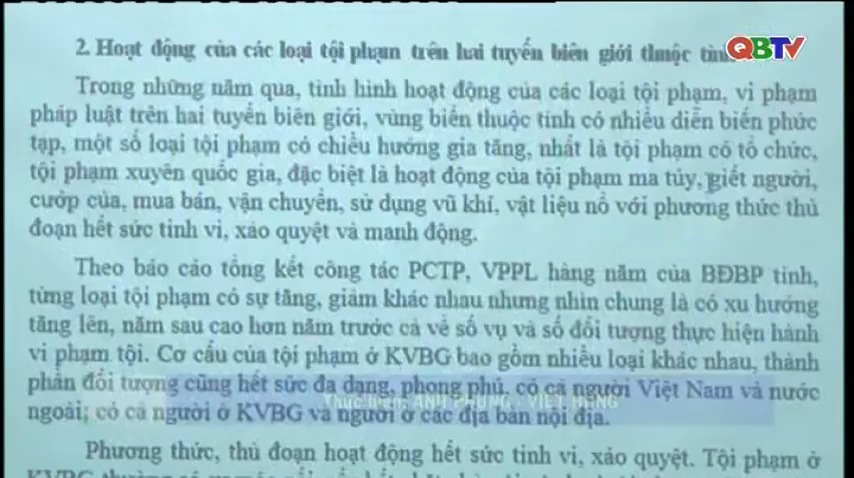 2. Hoạt động của các loại tội phạm trên hai tuyến biên giới thuộc tỉnh
QBTV
Trong những năm qua, tình hình hoạt động của các loại tội phạm, vi phạm
pháp luật trên hai tuyến biên giới, vùng biển thuộc tỉnh có nhiều diễn biến phức
tạp, một số loại tội phạm có chiều hướng gia tăng, nhất là tội phạm có tổ chức,
tội phạm xuyên quốc gia, đặc biệt là hoạt động của tội phạm ma túy, giết người,
cướp của, mua bán, vận chuyển, sử dụng vũ khí, vật liệu nổ với phương thức thủ
đoạn hết sức tinh vi, xảo quyệt và manh động.
Theo báo cáo tổng kết công tác PCTP, VPPL hàng năm của BĐBP tỉnh,
từng loại tội phạm có sự tăng, giảm khác nhau nhưng nhìn chung là có xu hướng
tăng lên, năm sau cao hơn năm trước cả về số vụ và số đối tượng thực hiện hành
vi phạm tội. Cơ cấu của tội phạm ở KVBG bao gồm nhiều loại khác nhau, thành
phần đối tượng cũng hết sức đa dạng, phong phú, có cả người Việt Nam và nước
Thực hiện: ANH PHÙNG - VIỆT HÙNG
ngoài; có cả người ở KVBG và người ở các địa bàn nội địa.
Phương thức, thủ đoạn hoạt động hết sức tinh vi, xảo quyệt. Tội phạm ở
KVBG